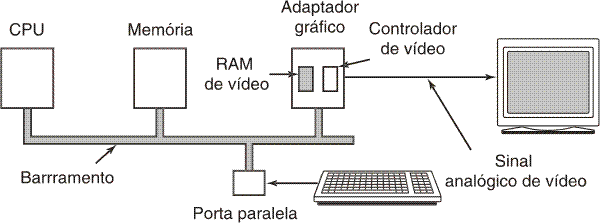 CPU
Memória
Adaptador
gráfico
Controlador
de vídeo
RAM
de vídeo
Barrramento
Sinal
analógico de vídeo
Porta paralela